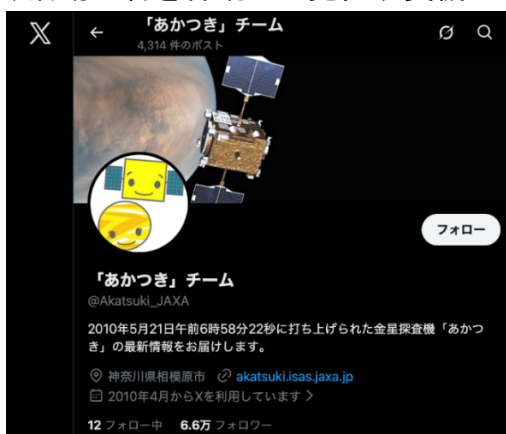 「あかつき」チーム
4,314 件のポスト
フォロー
「あかつき」チーム
@Akatsuki_JAXA
2010年5月21日午前6時58分22秒に打ち上げられた金星探査機「あかつ
き」の最新情報をお届けします。
神奈川県相模原市 akatsuki.isas.jaxa.jp
2010年4月からXを利用しています
12 フォロー中 6.6万 フォロワー